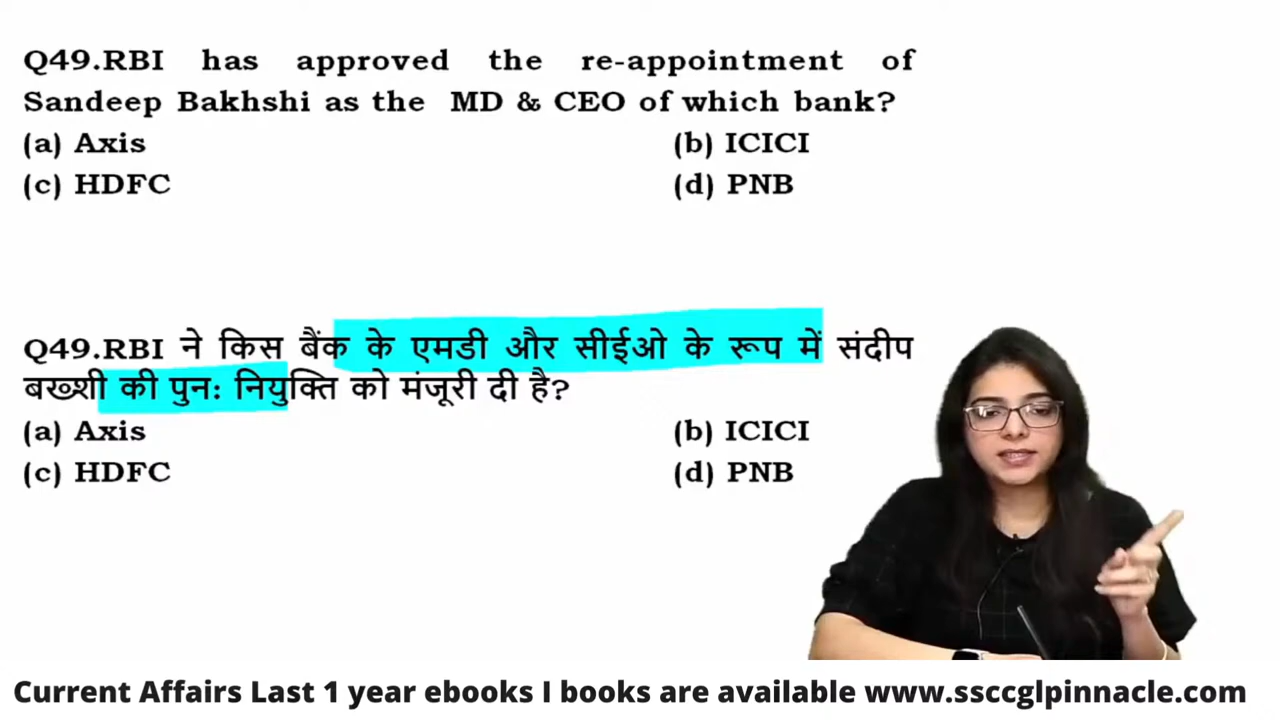 Q49.RBI has approved the re-appointment of
Sandeep Bakhshi as the MD & CEO of which bank?
(a) Axis (b) ICICI
(c) HDFC (d) PNB
Q49.RBI ने किस बैंक के एमडी और सीईओ के रूप में संदीप
बख्शी की पुनः नियुक्ति को मंजूरी दी है?
(a) Axis (b) ICICI
(c) HDFC (d) PNB
Current Affairs Last 1 year ebooks I books are available www.ssccglpinnacle.com